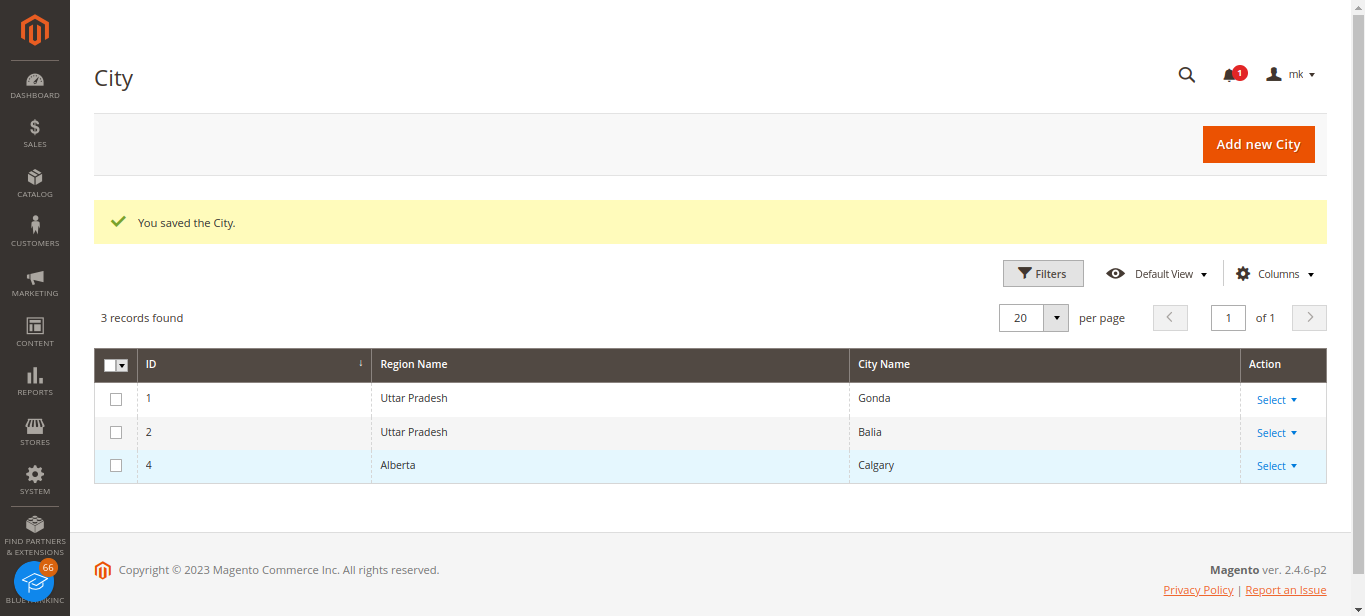 City
1
mk
DASHBOARD
SALES
CATALOG
CUSTOMERS
MARKETING
CONTENT
REPORTS
STORES
SYSTEM
FIND PARTNERS
& EXTENSIONS
66
Add new City
You saved the City.
Filters
Default View
Columns
3 records found
20 per page
1 of 1
ID ↓ Region Name City Name Action
1 Uttar Pradesh Gonda Select
2 Uttar Pradesh Balia Select
4 Alberta Calgary Select
Copyright © 2023 Magento Commerce Inc. All rights reserved.
Magento ver. 2.4.6-p2
Privacy Policy | Report an Issue